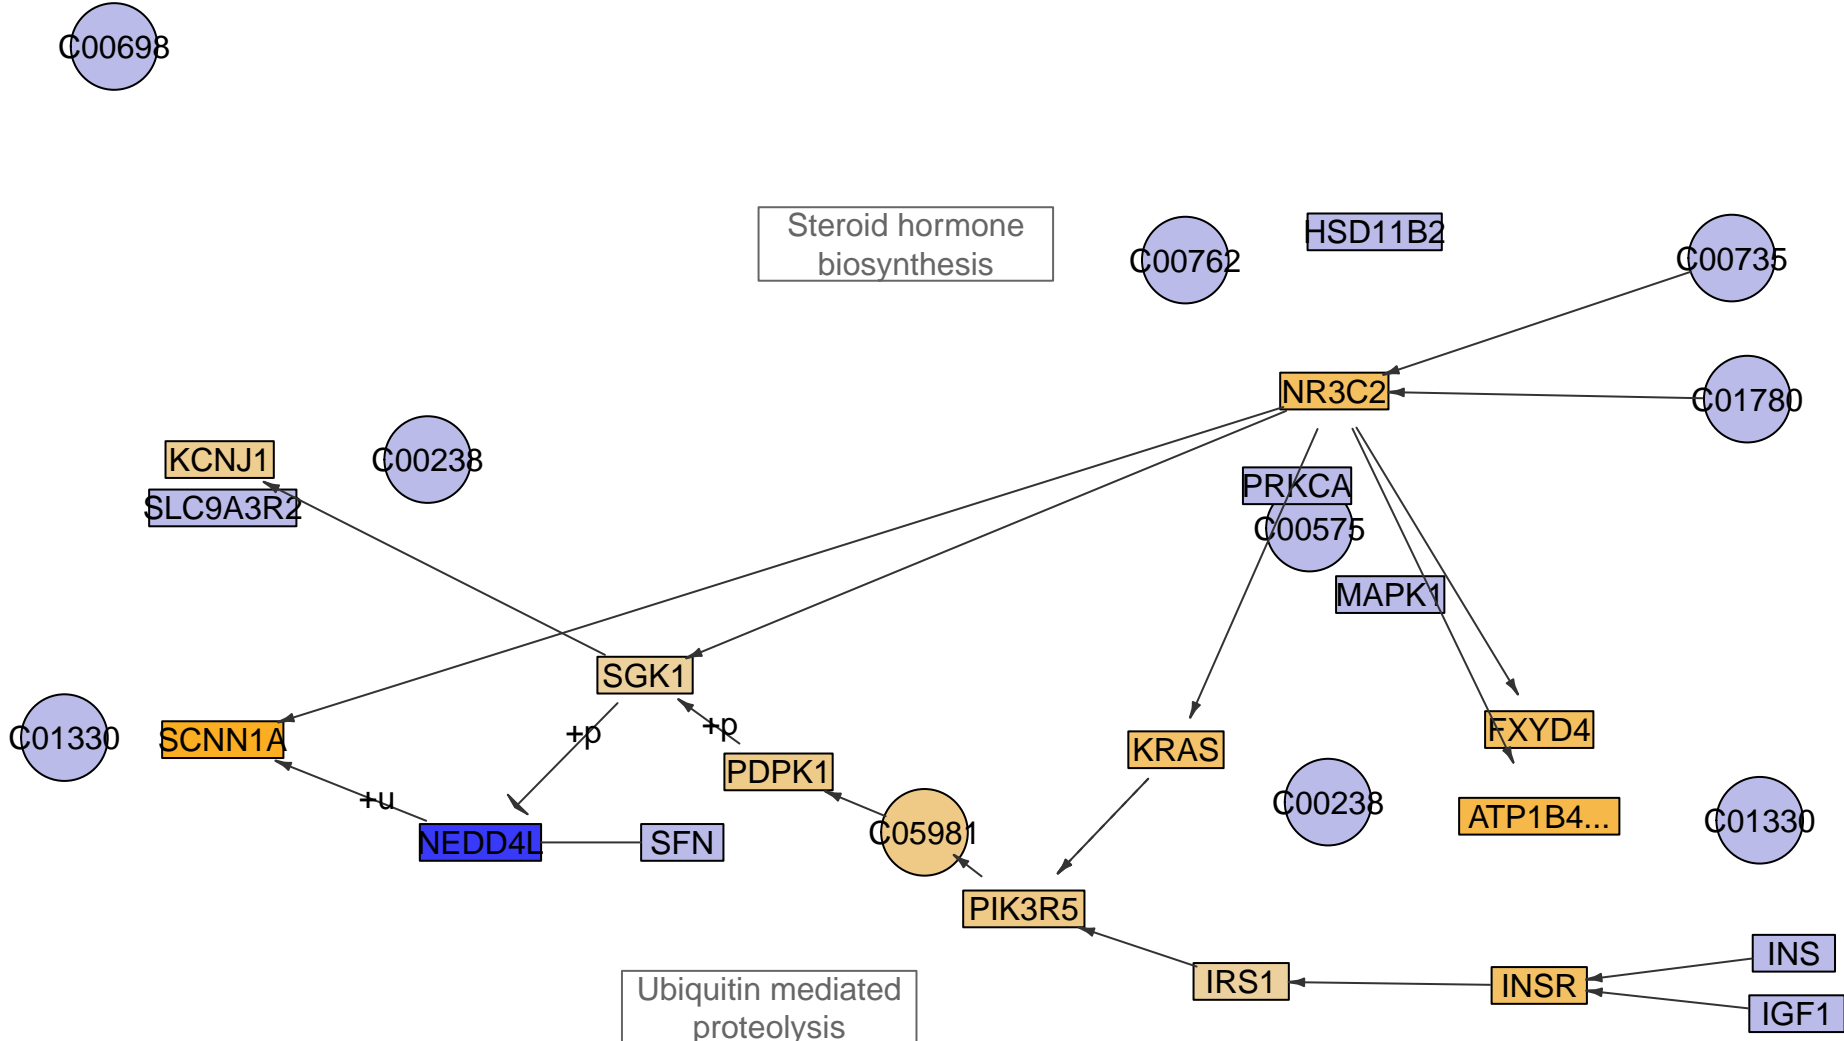 C00698
Steroid hormone
biosynthesis
C00762
HSD11B2
C00735
NR3C2
C01780
KCNJ1
C00238
SLC9A3R2
PRKCA
C00575
MAPK1
SGK1
C01330
SCNN1A
+p
+p
PDPK1
KRAS
FXYD4
+u
NEDD4L
SFN
C05981
C00238
ATP1B4...
C01330
PIK3R5
INS
IRS1
INSR
IGF1
Ubiquitin mediated
proteolysis